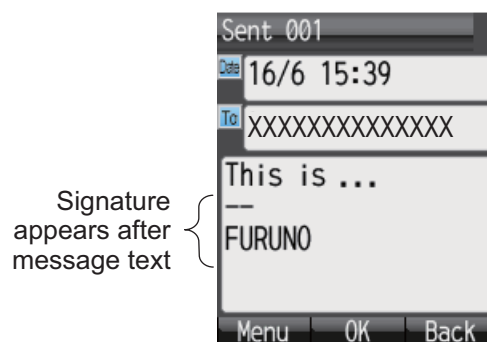 Sent 001
Date 16/6 15:39
To XXXXXXXXXXXXXX
This is ...
--
FURUNO
Signature
appears after
message text
Menu OK Back